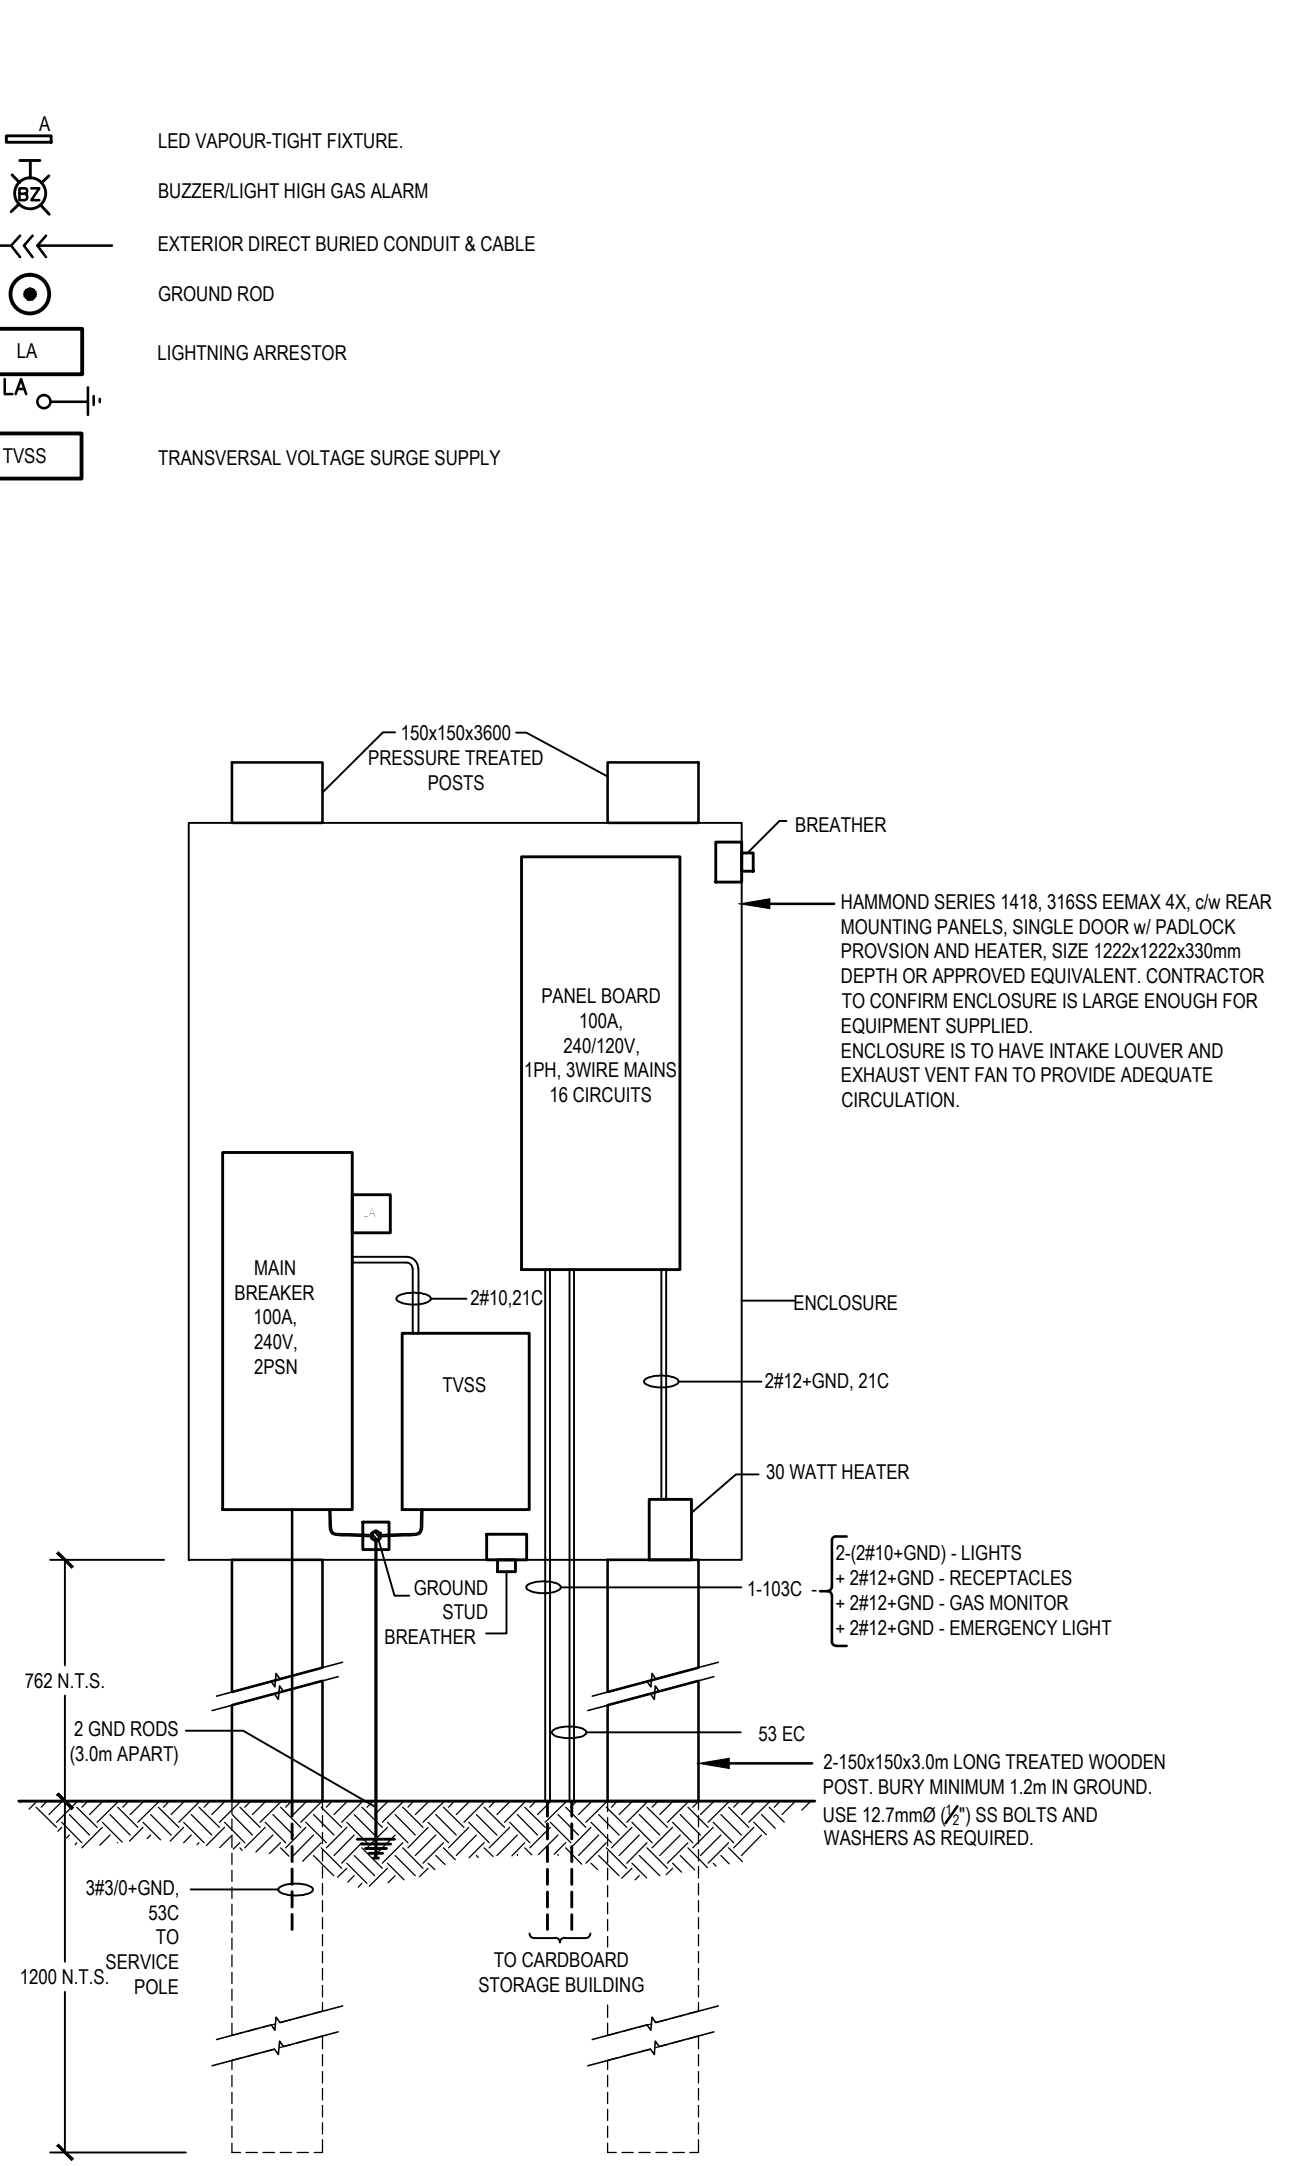 A
LED VAPOUR-TIGHT FIXTURE.
BZ
BUZZER/LIGHT HIGH GAS ALARM
EXTERIOR DIRECT BURIED CONDUIT & CABLE
GROUND ROD
LA
LIGHTNING ARRESTOR
LA
TVSS
TRANSVERSAL VOLTAGE SURGE SUPPLY
150x150x3600
PRESSURE TREATED
POSTS
BREATHER
HAMMOND SERIES 1418, 316SS EEMAX 4X, c/w REAR
MOUNTING PANELS, SINGLE DOOR w/ PADLOCK
PROVSION AND HEATER, SIZE 1222x1222x330mm
DEPTH OR APPROVED EQUIVALENT. CONTRACTOR
TO CONFIRM ENCLOSURE IS LARGE ENOUGH FOR
EQUIPMENT SUPPLIED.
ENCLOSURE IS TO HAVE INTAKE LOUVER AND
EXHAUST VENT FAN TO PROVIDE ADEQUATE
CIRCULATION.
PANEL BOARD
100A,
240/120V,
1PH, 3WIRE MAINS
16 CIRCUITS
LA
MAIN
BREAKER
100A,
240V,
2PSN
2#10,21C
ENCLOSURE
TVSS
2#12+GND, 21C
30 WATT HEATER
GROUND
STUD
BREATHER
1-103C
2-(2#10+GND) - LIGHTS
+ 2#12+GND - RECEPTACLES
+ 2#12+GND - GAS MONITOR
+ 2#12+GND - EMERGENCY LIGHT
762 N.T.S.
2 GND RODS
(3.0m APART)
53 EC
2-150x150x3.0m LONG TREATED WOODEN
POST. BURY MINIMUM 1.2m IN GROUND.
USE 12.7mmØ (½") SS BOLTS AND
WASHERS AS REQUIRED.
3#3/0+GND,
53C
TO
SERVICE
POLE
1200 N.T.S.
TO CARDBOARD
STORAGE BUILDING